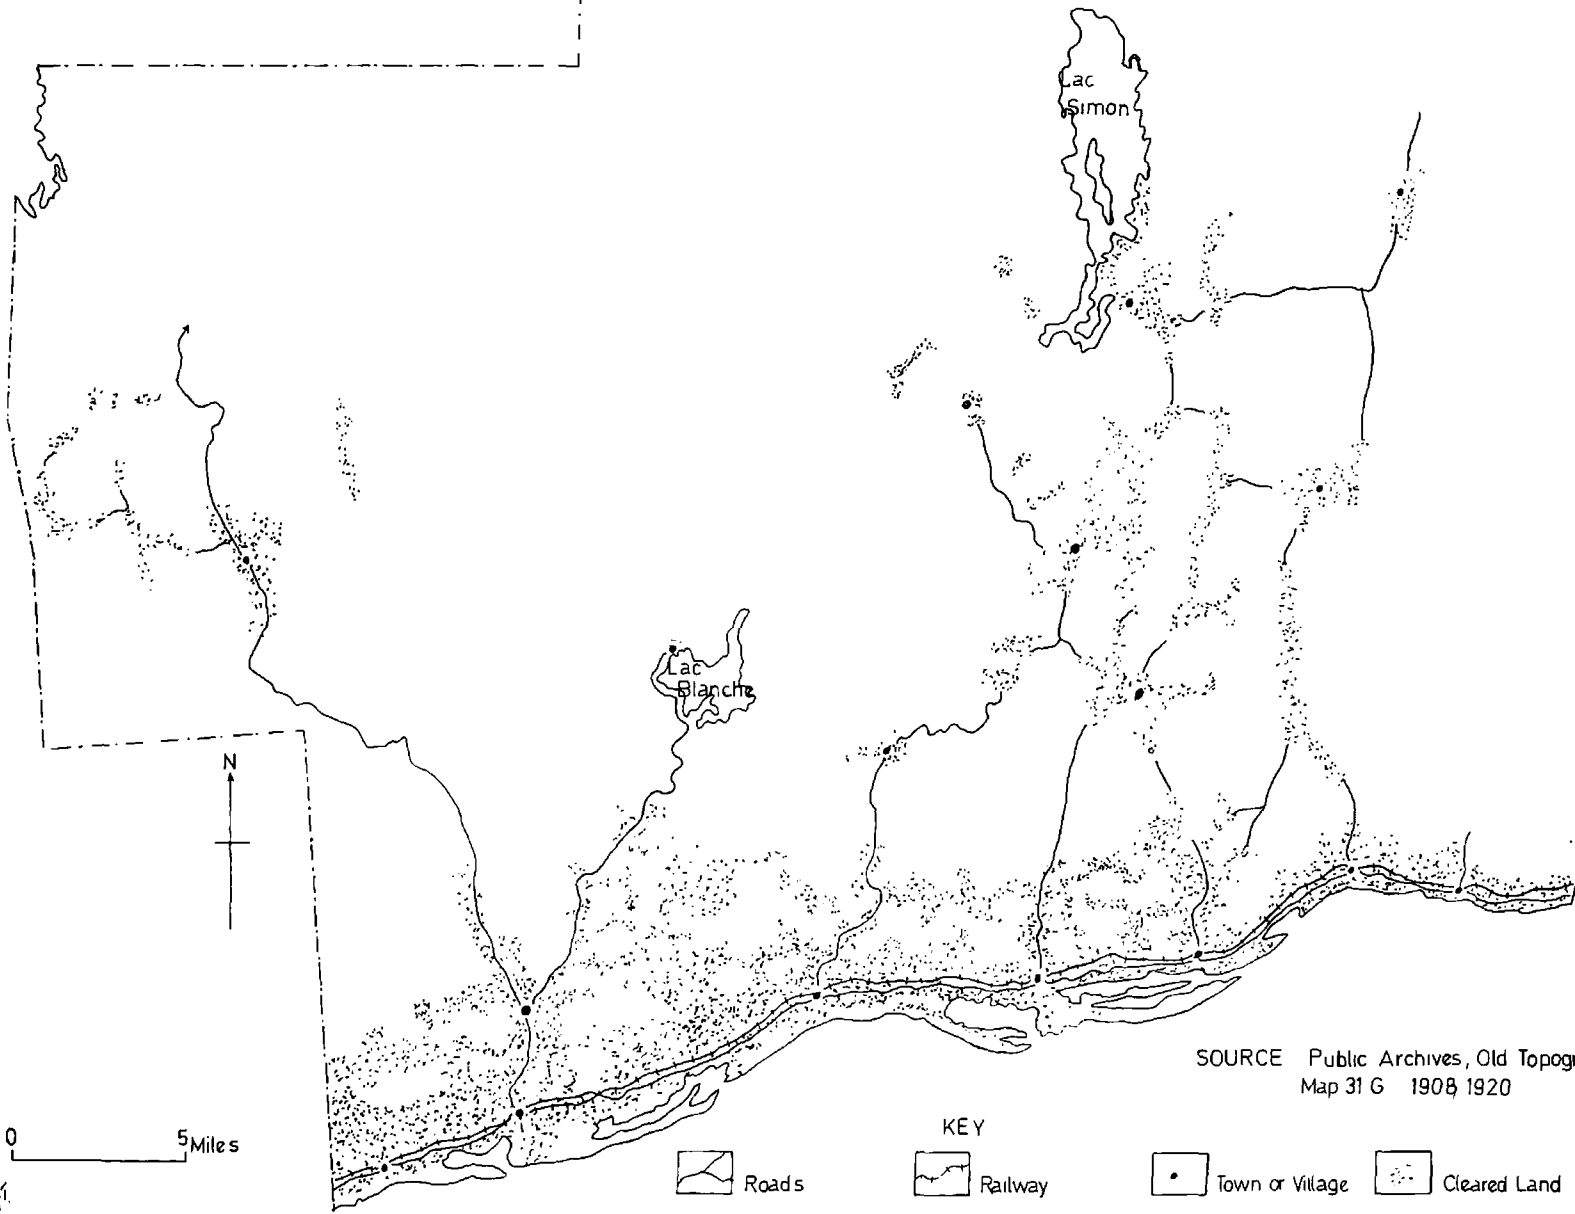 Lac
Simon
Lac
Blanche
N
SOURCE Public Archives, Old Topogr
Map 31 G 1908, 1920
0 5 Miles
KEY
Roads
Railway
Town or Village
Cleared Land